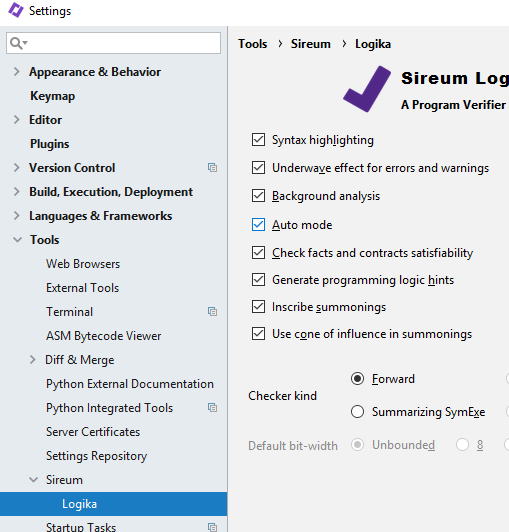 Settings
Appearance & Behavior
Keymap
Editor
Plugins
Version Control
Build, Execution, Deployment
Languages & Frameworks
Tools
Web Browsers
External Tools
Terminal
ASM Bytecode Viewer
Diff & Merge
Python External Documentation
Python Integrated Tools
Server Certificates
Settings Repository
Sireum
Logika
Startup Tasks
Tools › Sireum › Logika
Sireum Log
A Program Verifier
Syntax highlighting
Underwave effect for errors and warnings
Background analysis
Auto mode
Check facts and contracts satisfiability
Generate programming logic hints
Inscribe summonings
Use cone of influence in summonings
Checker kind
Forward
Summarizing SymExe
Default bit-width Unbounded 8